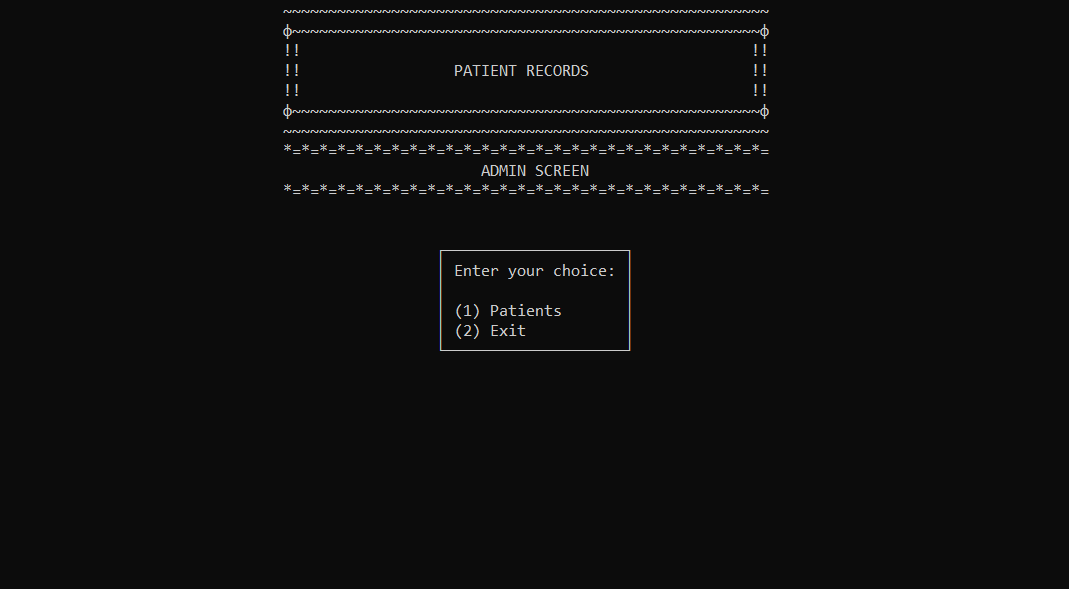 PATIENT RECORDS
ADMIN SCREEN
Enter your choice:
(1) Patients
(2) Exit